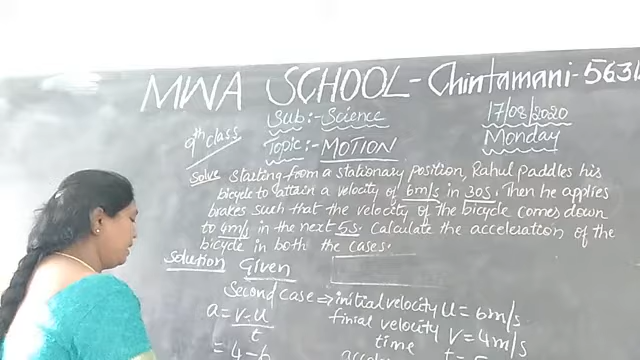 MWA SCHOOL - Chintamani - 5631
Sub:- Science
17/08/2020
9th class
Topic:- MOTION
Monday
Solve Starting from a stationary position, Rahul Paddles his
bicycle to attain a velocity of 6m/s in 30s. Then he applies
brakes such that the velocity of the bicycle comes down
to 4m/s in the next 5s. Calculate the acceleration of the
bicycle in both the cases.
Solution Given
Second case ⇒ initial velocity U = 6m/s
a = v-u/t
finial velocity V = 4m/s
time
= 4-6